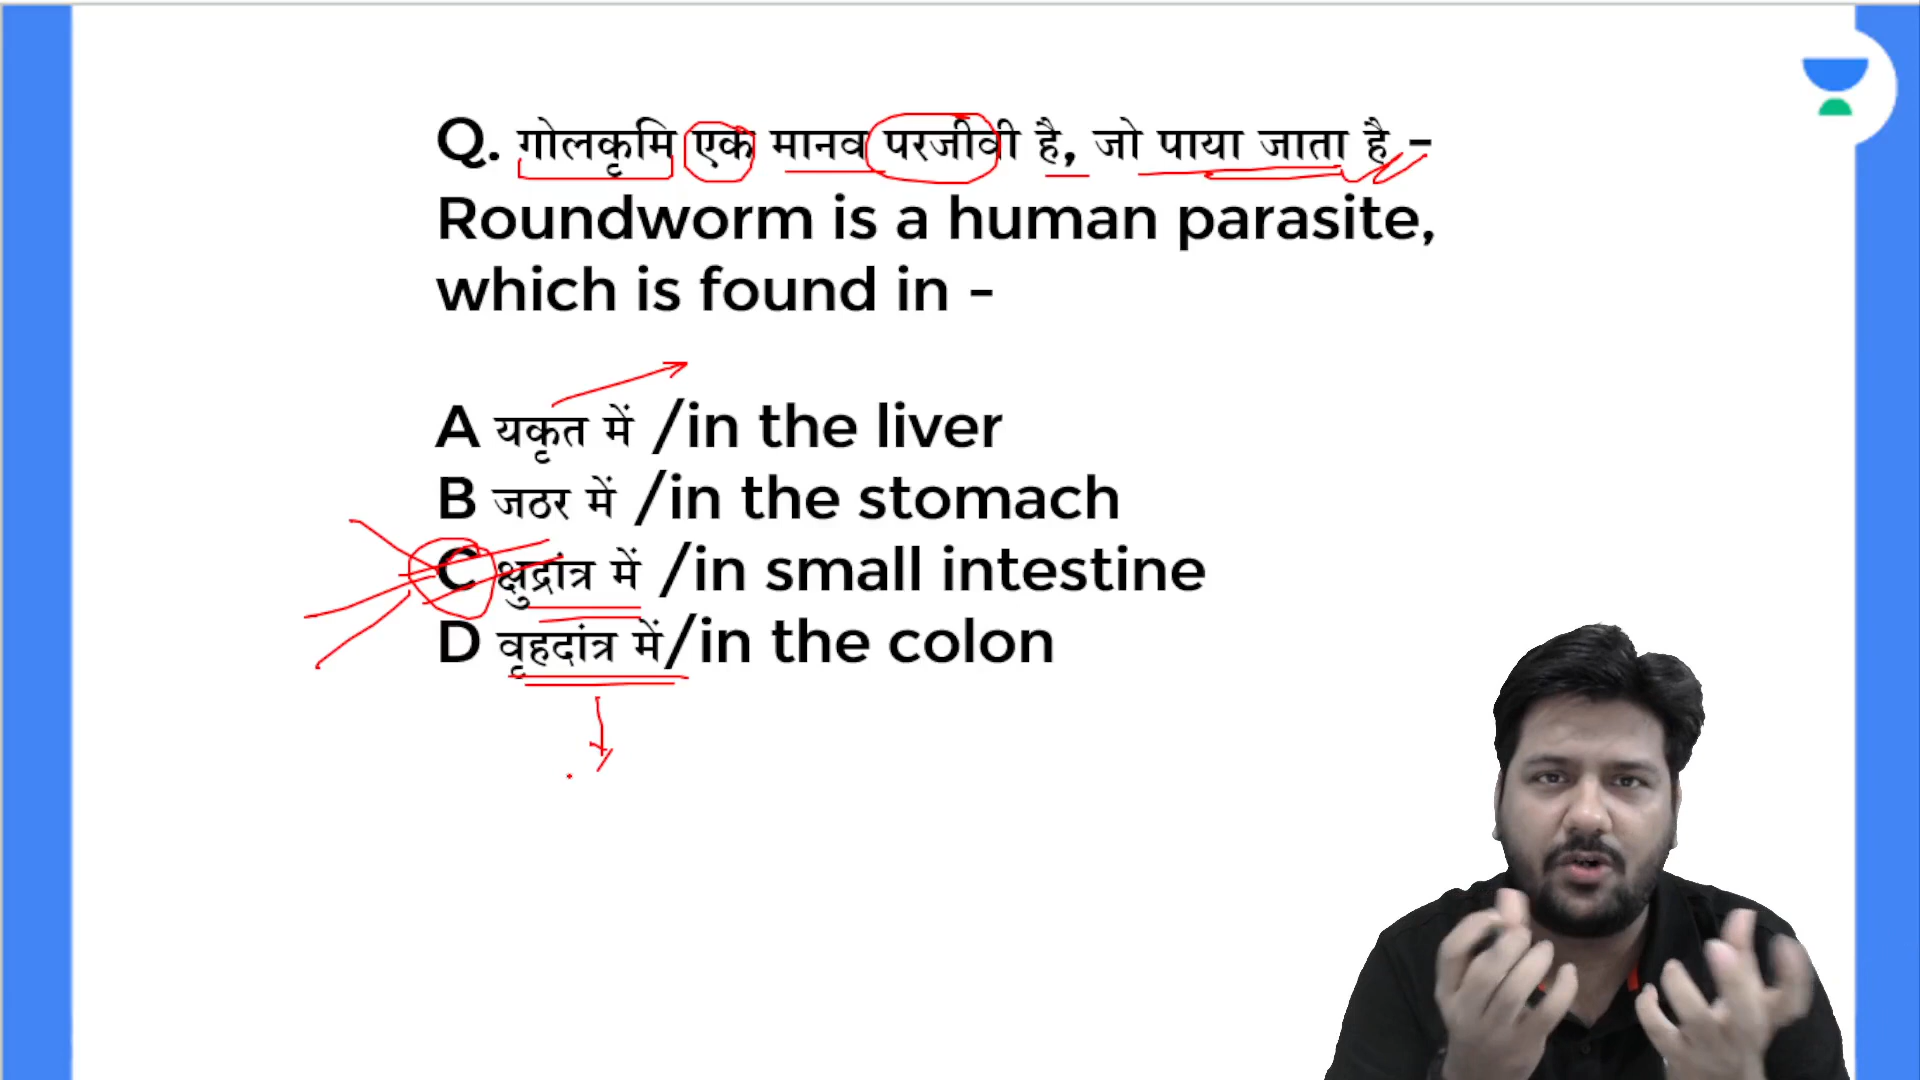 Q. गोलकृमि एक मानव परजीवी है, जो पाया जाता है -
Roundworm is a human parasite,
which is found in -
A यकृत में /in the liver
B जठर में /in the stomach
C क्षुद्रांत्र में /in small intestine
D वृहदांत्र में/in the colon